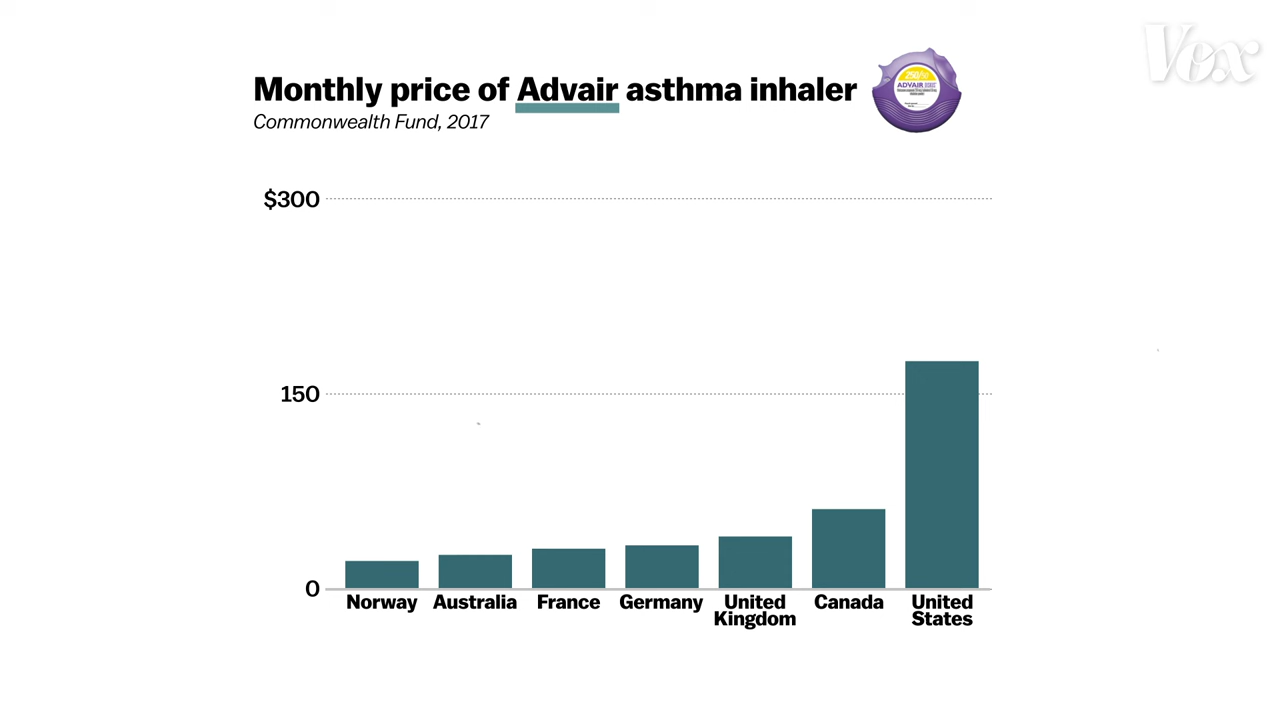 Vox
Monthly price of Advair asthma inhaler
ADVAIR
Commonwealth Fund, 2017
$300
150
0
Norway
Australia
France
Germany
United
Kingdom
Canada
United
States